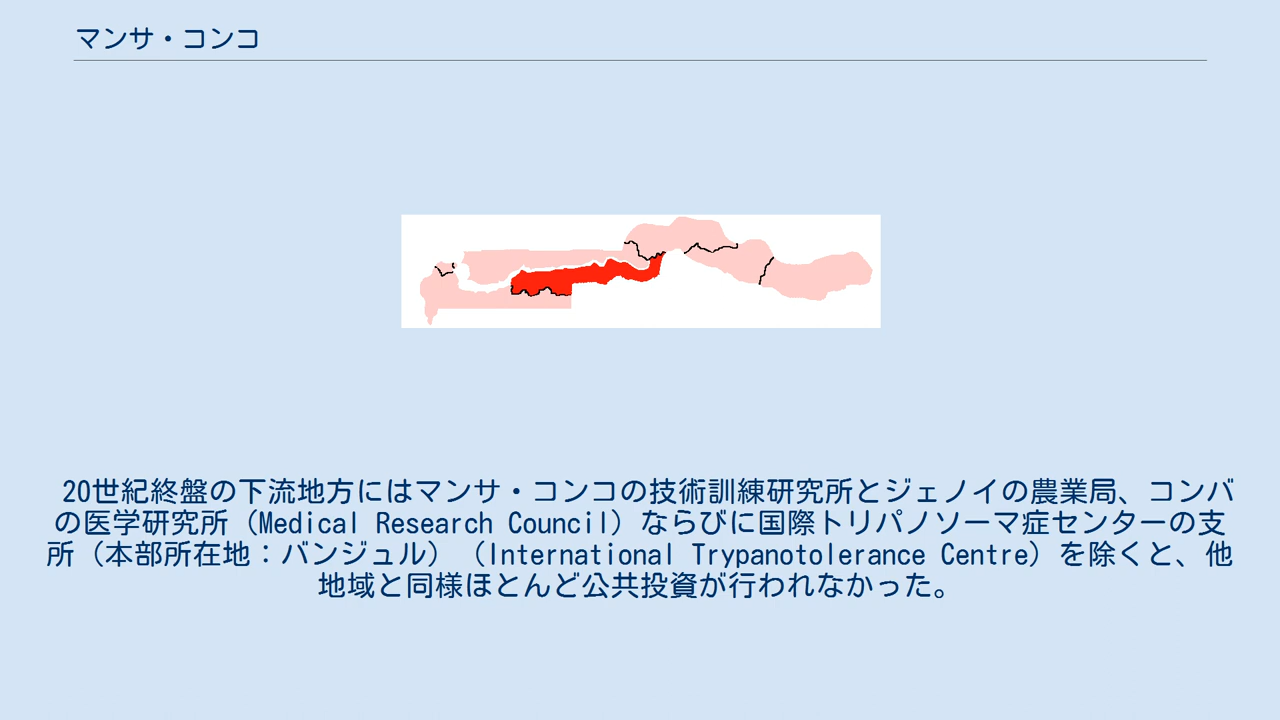 マンサ・コンコ
20世紀終盤の下流地方にはマンサ・コンコの技術訓練研究所とジェノイの農業局、コンバ
の医学研究所（Medical Research Council）ならびに国際トリパノソーマ症センターの支
所（本部所在地：バンジュル）（International Trypanotolerance Centre）を除くと、他
地域と同様ほとんど公共投資が行われなかった。